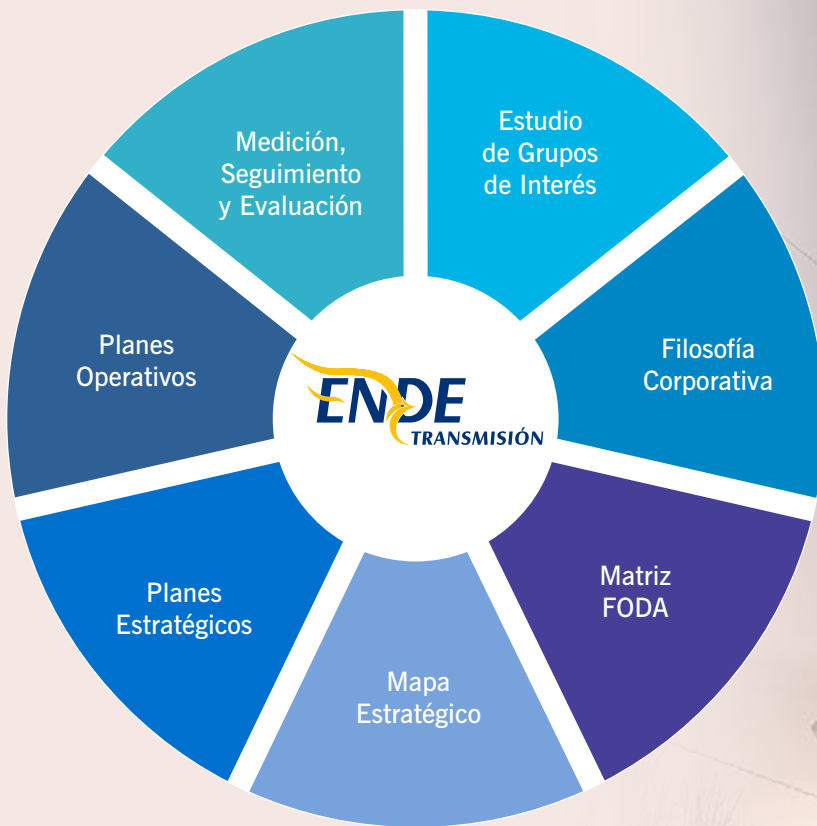 Estudio
de Grupos
de Interés
Filosofía
Corporativa
Matriz
FODA
Mapa
Estratégico
Planes
Estratégicos
Planes
Operativos
Medición,
Seguimiento
y Evaluación
ENDE
TRANSMISIÓN